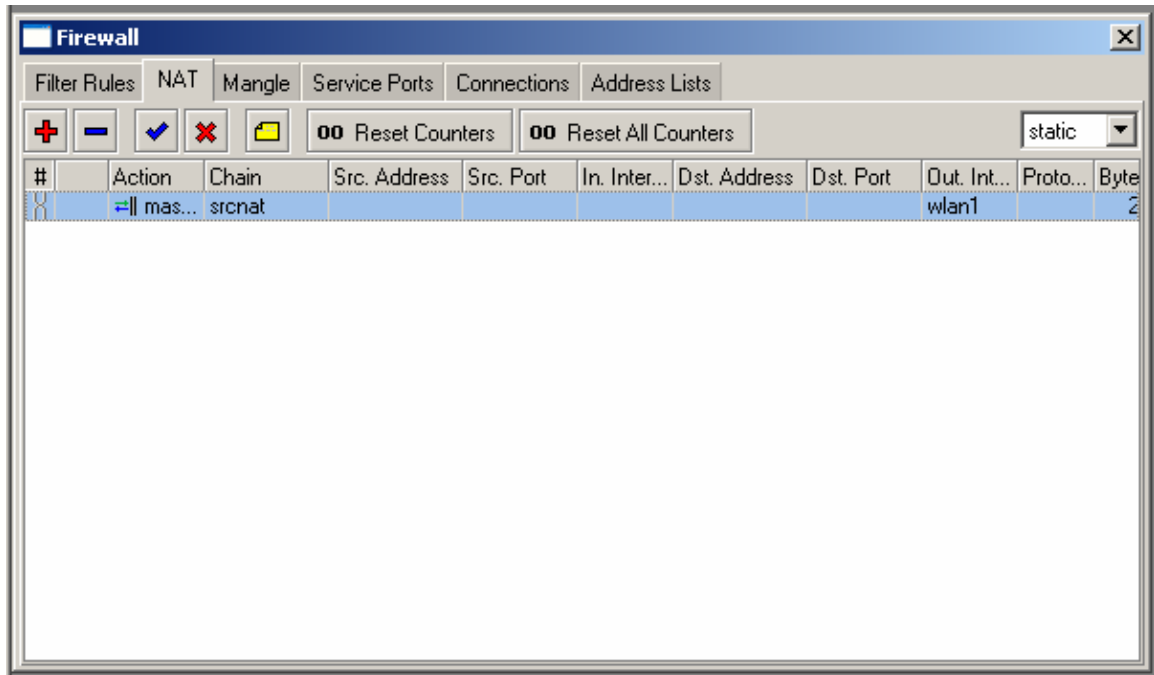 Firewall
Filter Rules NAT Mangle Service Ports Connections Address Lists
00 Reset Counters 00 Reset All Counters static
# Action Chain Src. Address Src. Port In. Inter... Dst. Address Dst. Port Out. Int... Proto... Byte
mas... srcnat wlan1 2